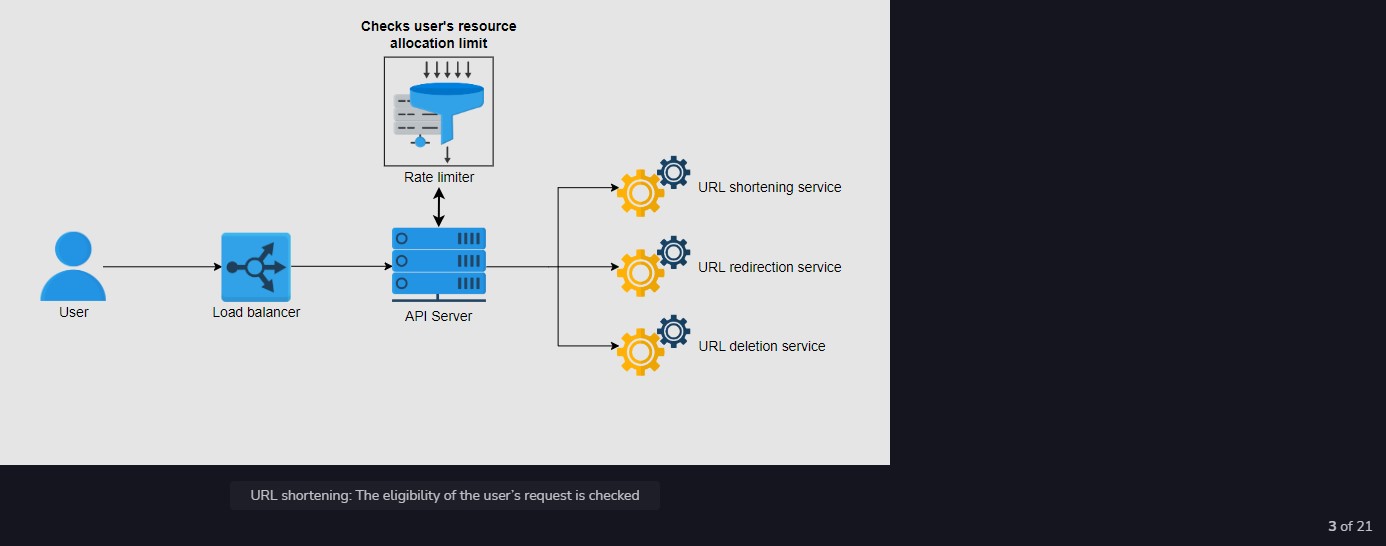 Checks user's resource
allocation limit
Rate limiter
URL shortening service
URL redirection service
User
Load balancer
API Server
URL deletion service
URL shortening: The eligibility of the user’s request is checked
3 of 21